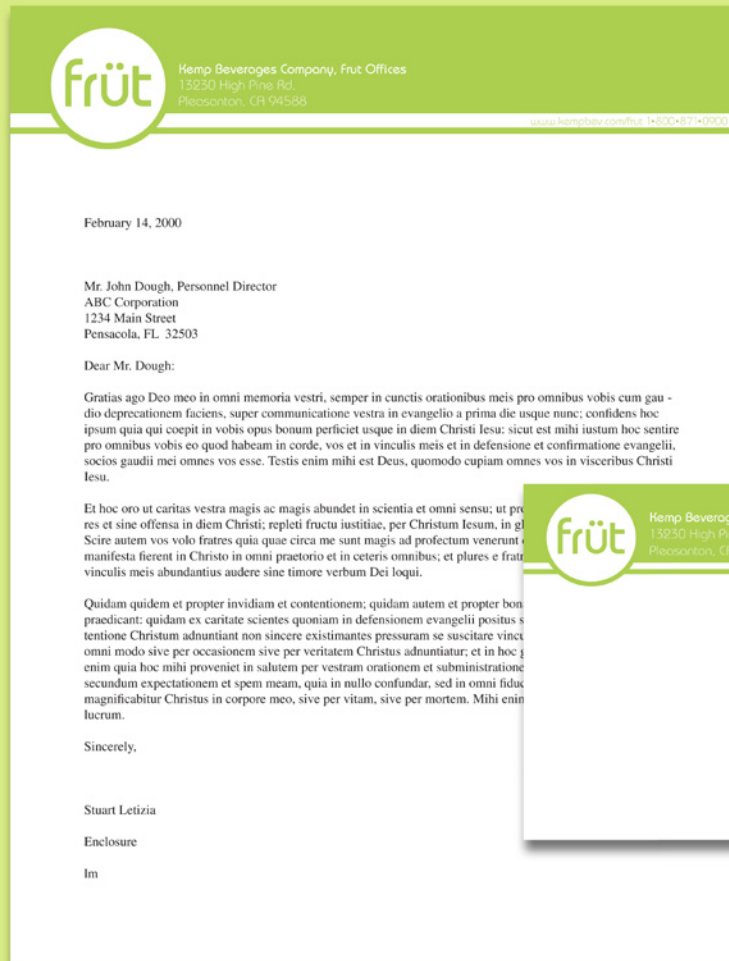 früt
Kemp Beverages Company, Frut Offices
13230 High Pine Rd.
Pleasanton, CA 94588
www.kempbev.com/frut 1•800•871•0900
February 14, 2000
Mr. John Dough, Personnel Director
ABC Corporation
1234 Main Street
Pensacola, FL 32503
Dear Mr. Dough:
Gratias ago Deo meo in omni memoria vestri, semper in cunctis orationibus meis pro omnibus vobis cum gau -
dio deprecationem faciens, super communicatione vestra in evangelio a prima die usque nunc; confidens hoc
ipsum quia qui coepit in vobis opus bonum perficiet usque in diem Christi Iesu: sicut est mihi iustum hoc sentire
pro omnibus vobis eo quod habeam in corde, vos et in vinculis meis et in defensione et confirmatione evangelii,
socios gaudii mei omnes vos esse. Testis enim mihi est Deus, quomodo cupiam omnes vos in visceribus Christi
Iesu.
Et hoc oro ut caritas vestra magis ac magis abundet in scientia et omni sensu; ut pro
res et sine offensa in diem Christi; repleti fructu iustitiae, per Christum Iesum, in gl
Scire autem vos volo fratres quia quae circa me sunt magis ad profectum venerunt
manifesta fierent in Christo in omni praetorio et in ceteris omnibus; et plures e fratr
vinculis meis abundantius audere sine timore verbum Dei loqui.
Quidam quidem et propter invidiam et contentionem; quidam autem et propter bon
praedicant: quidam ex caritate scientes quoniam in defensionem evangelii positus s
tentione Christum adnuntiant non sincere existimantes pressuram se suscitare vincu
omni modo sive per occasionem sive per veritatem Christus adnuntiatur; et in hoc g
enim quia hoc mihi proveniet in salutem per vestram orationem et subministratione
secundum expectationem et spem meam, quia in nullo confundar, sed in omni fiduc
magnificabitur Christus in corpore meo, sive per vitam, sive per mortem. Mihi enim
lucrum.
Sincerely,
Stuart Letizia
Enclosure
lm
früt
Kemp Beverag
13230 High Pi
Pleasanton, C